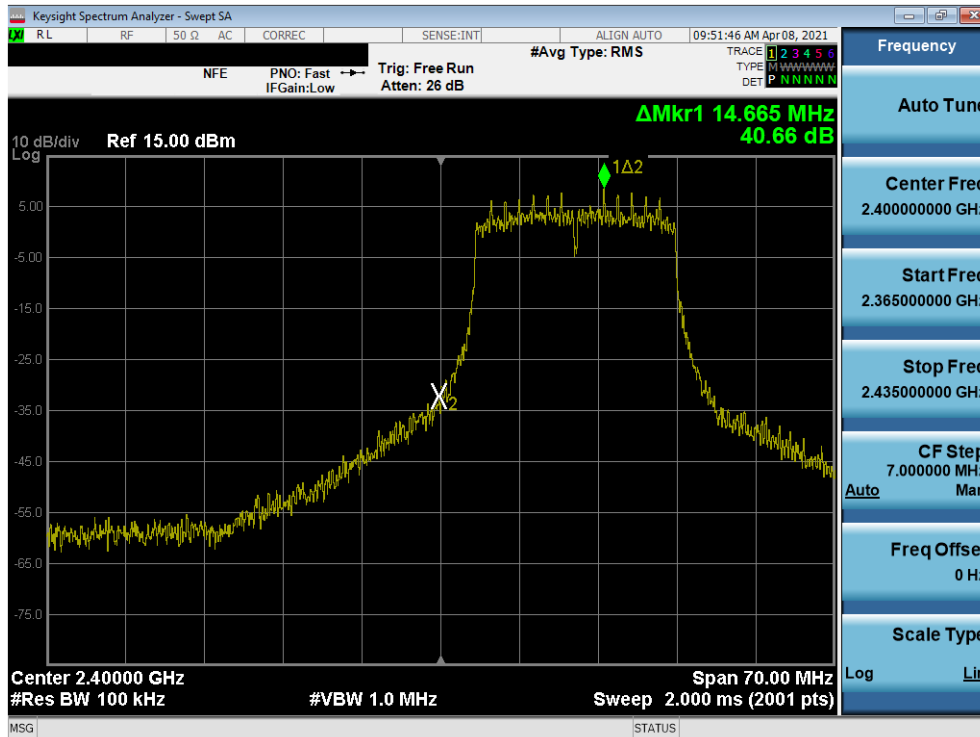 Keysight Spectrum Analyzer - Swept SA
LXI RL RF 50 Ω AC CORREC SENSE:INT ALIGN AUTO 09:51:46 AM Apr 08, 2021
#Avg Type: RMS
TRACE 1 2 3 4 5 6
TYPE M W W W W W
DET P N N N N N
NFE PNO: Fast Trig: Free Run
IFGain:Low Atten: 26 dB
ΔMkr1 14.665 MHz
40.66 dB
10 dB/div Ref 15.00 dBm
Log
1Δ2
5.00
-5.00
-15.0
-25.0
-35.0
X2
-45.0
-55.0
-65.0
-75.0
Center 2.40000 GHz Span 70.00 MHz
#Res BW 100 kHz #VBW 1.0 MHz Sweep 2.000 ms (2001 pts)
MSG STATUS
Frequency
Auto Tune
Center Freq
2.400000000 GHz
Start Freq
2.365000000 GHz
Stop Freq
2.435000000 GHz
CF Step
7.000000 MHz
Auto Man
Freq Offset
0 Hz
Scale Type
Log Lin